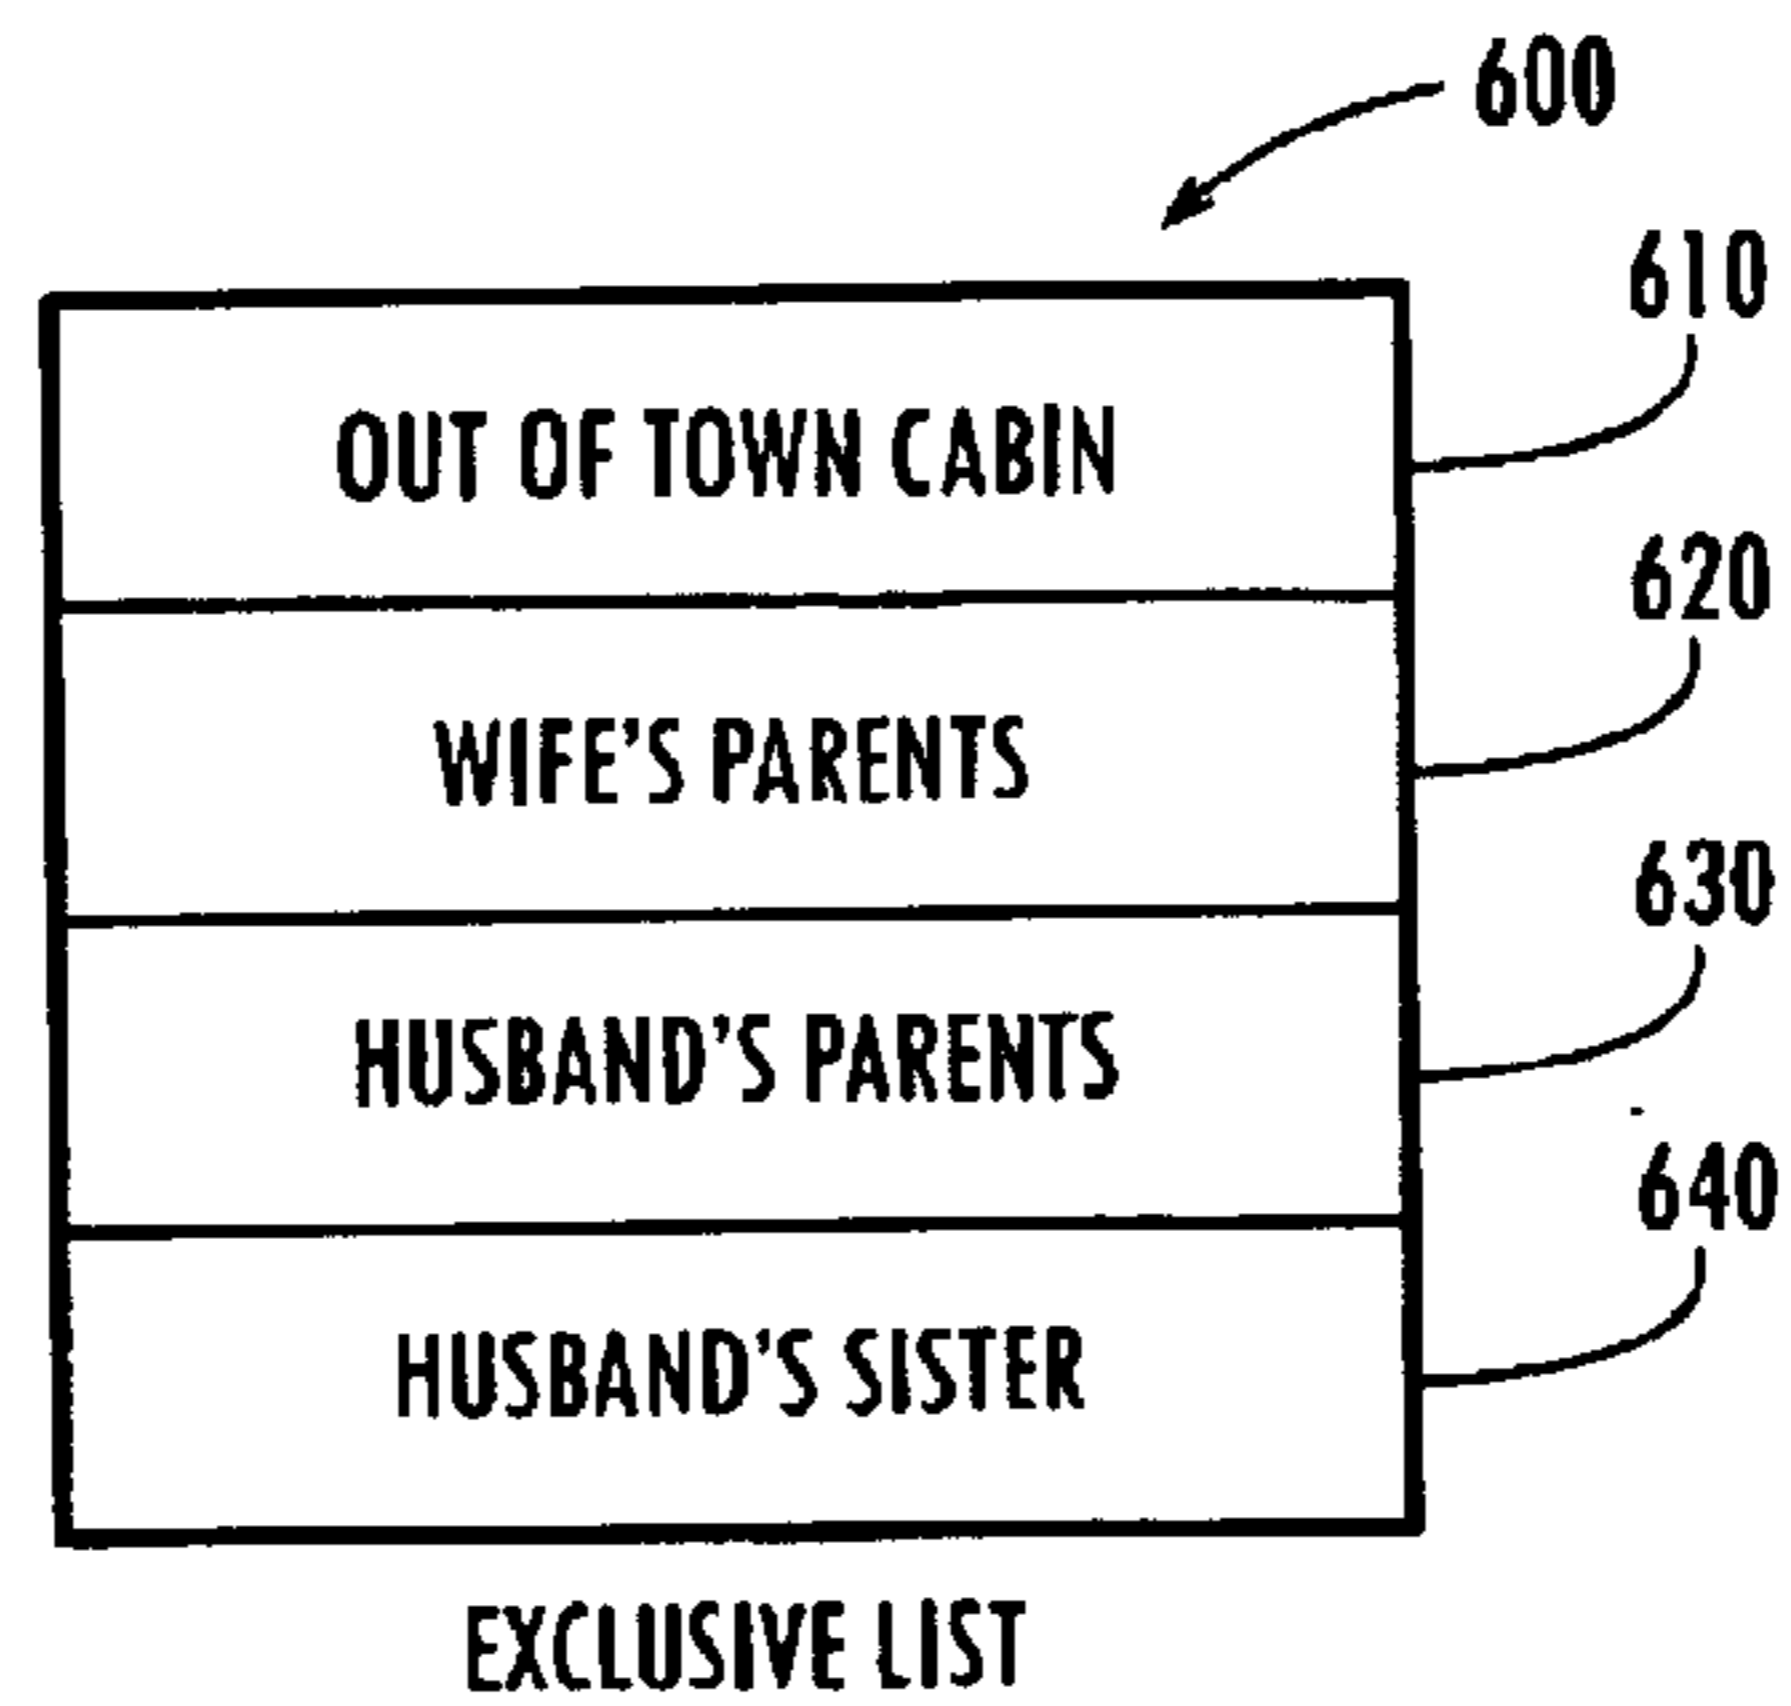 600
610
OUT OF TOWN CABIN
620
WIFE'S PARENTS
630
HUSBAND'S PARENTS
640
HUSBAND'S SISTER
EXCLUSIVE LIST